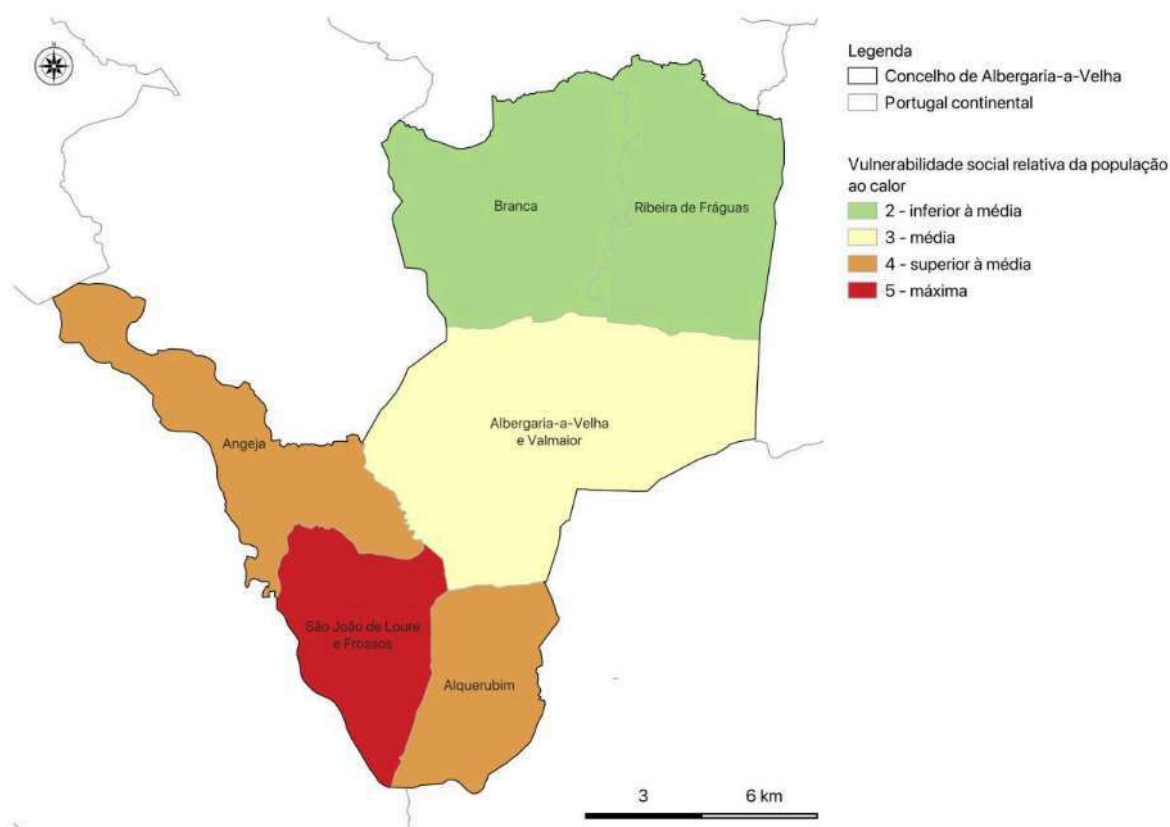 N
Legenda
Concelho de Albergaria-a-Velha
Portugal continental
Vulnerabilidade social relativa da população
ao calor
2 - inferior à média
3 - média
4 - superior à média
5 - máxima
Branca
Ribeira de Fráguas
Albergaria-a-Velha
e Valmaior
Angeja
São João de Loure
e Frossos
Alquerubim
3
6 km